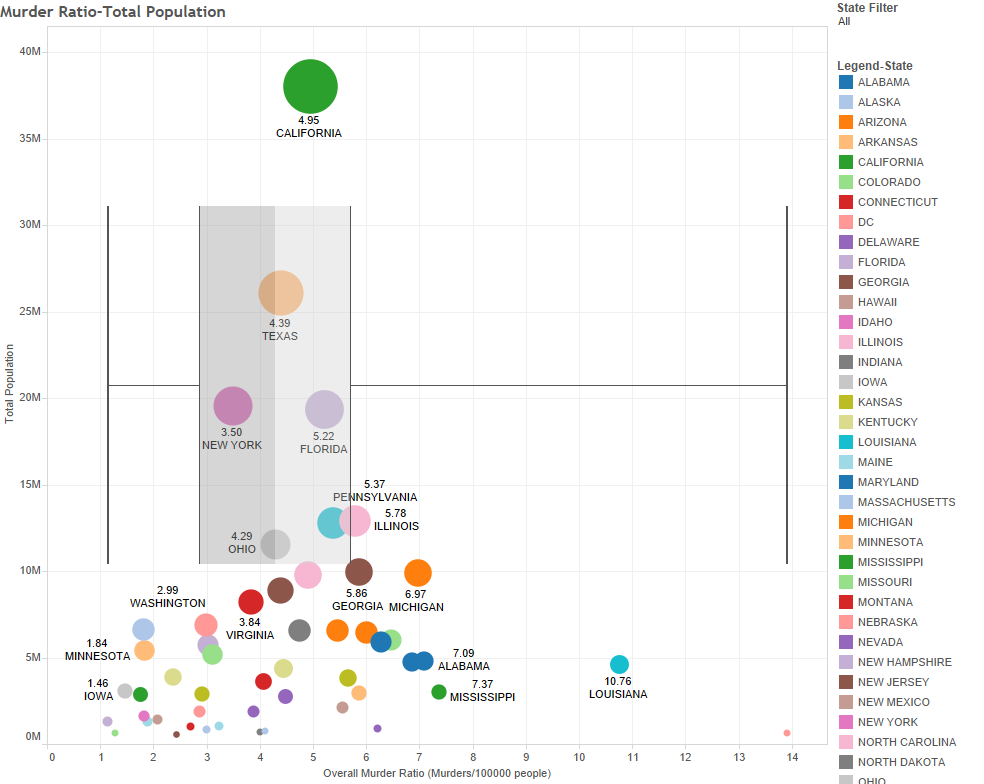 Murder Ratio-Total Population
State Filter
All
Legend-State
ALABAMA
ALASKA
ARIZONA
ARKANSAS
CALIFORNIA
COLORADO
CONNECTICUT
DC
DELAWARE
FLORIDA
GEORGIA
HAWAII
IDAHO
ILLINOIS
INDIANA
IOWA
KANSAS
KENTUCKY
LOUISIANA
MAINE
MARYLAND
MASSACHUSETTS
MICHIGAN
MINNESOTA
MISSISSIPPI
MISSOURI
MONTANA
NEBRASKA
NEVADA
NEW HAMPSHIRE
NEW JERSEY
NEW MEXICO
NEW YORK
NORTH CAROLINA
NORTH DAKOTA
OHIO
Total Population
40M
35M
30M
25M
20M
15M
10M
5M
0M
4.95
CALIFORNIA
4.39
TEXAS
3.50
NEW YORK
5.22
FLORIDA
5.37
PENNSYLVANIA
5.78
ILLINOIS
4.29
OHIO
2.99
WASHINGTON
5.86
GEORGIA
6.97
MICHIGAN
3.84
VIRGINIA
1.84
MINNESOTA
7.09
ALABAMA
1.46
IOWA
7.37
MISSISSIPPI
10.76
LOUISIANA
0 1 2 3 4 5 6 7 8 9 10 11 12 13 14
Overall Murder Ratio (Murders/100000 people)